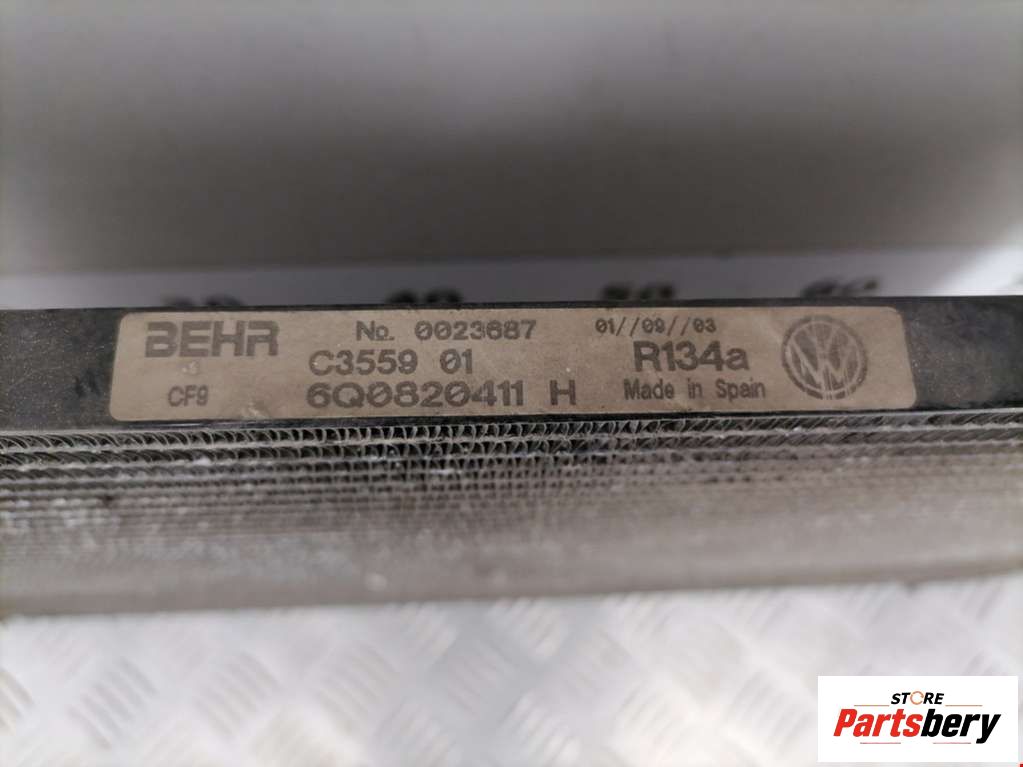 BEHR No. 0023687 01//09//03
C3559 01 R134a
CF9 6Q0820411 H Made in Spain
STORE
Partsbery